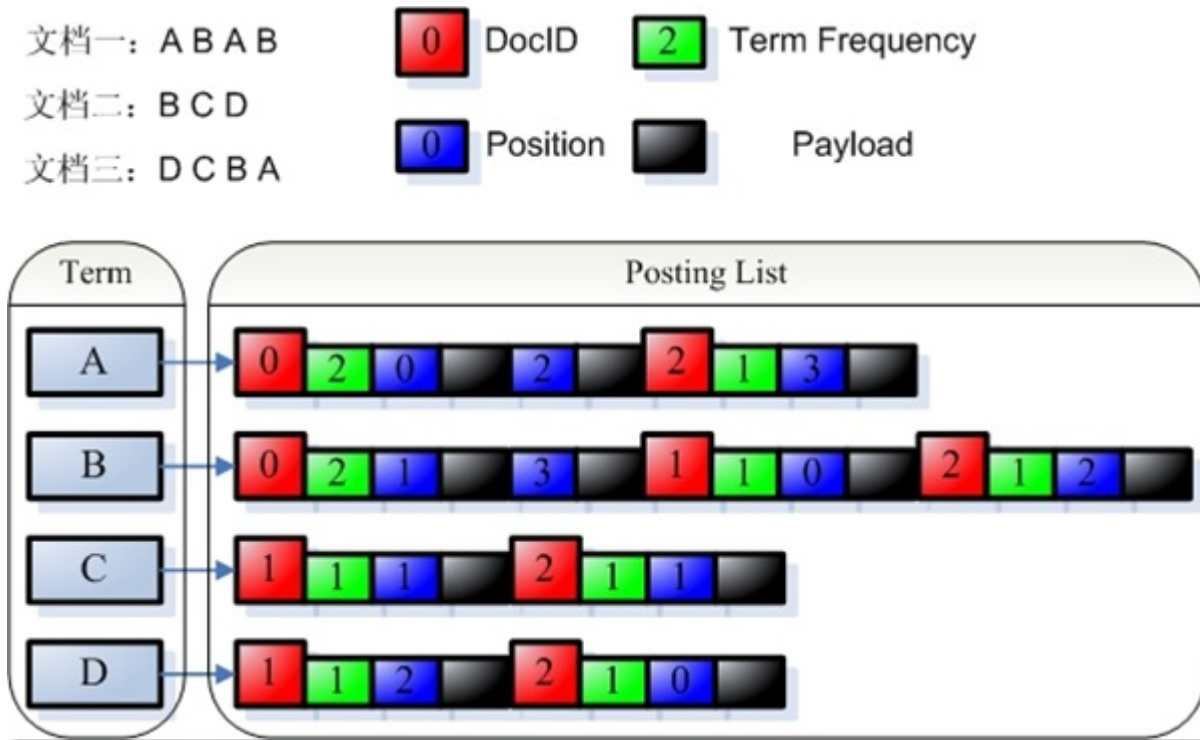 文档一：A B A B
0 DocID 2 Term Frequency
文档二：B C D
0 Position Payload
文档三：D C B A
Term Posting List
A 0 2 0 2 2 1 3
B 0 2 1 3 1 1 0 2 1 2
C 1 1 1 2 1 1
D 1 1 2 2 1 0